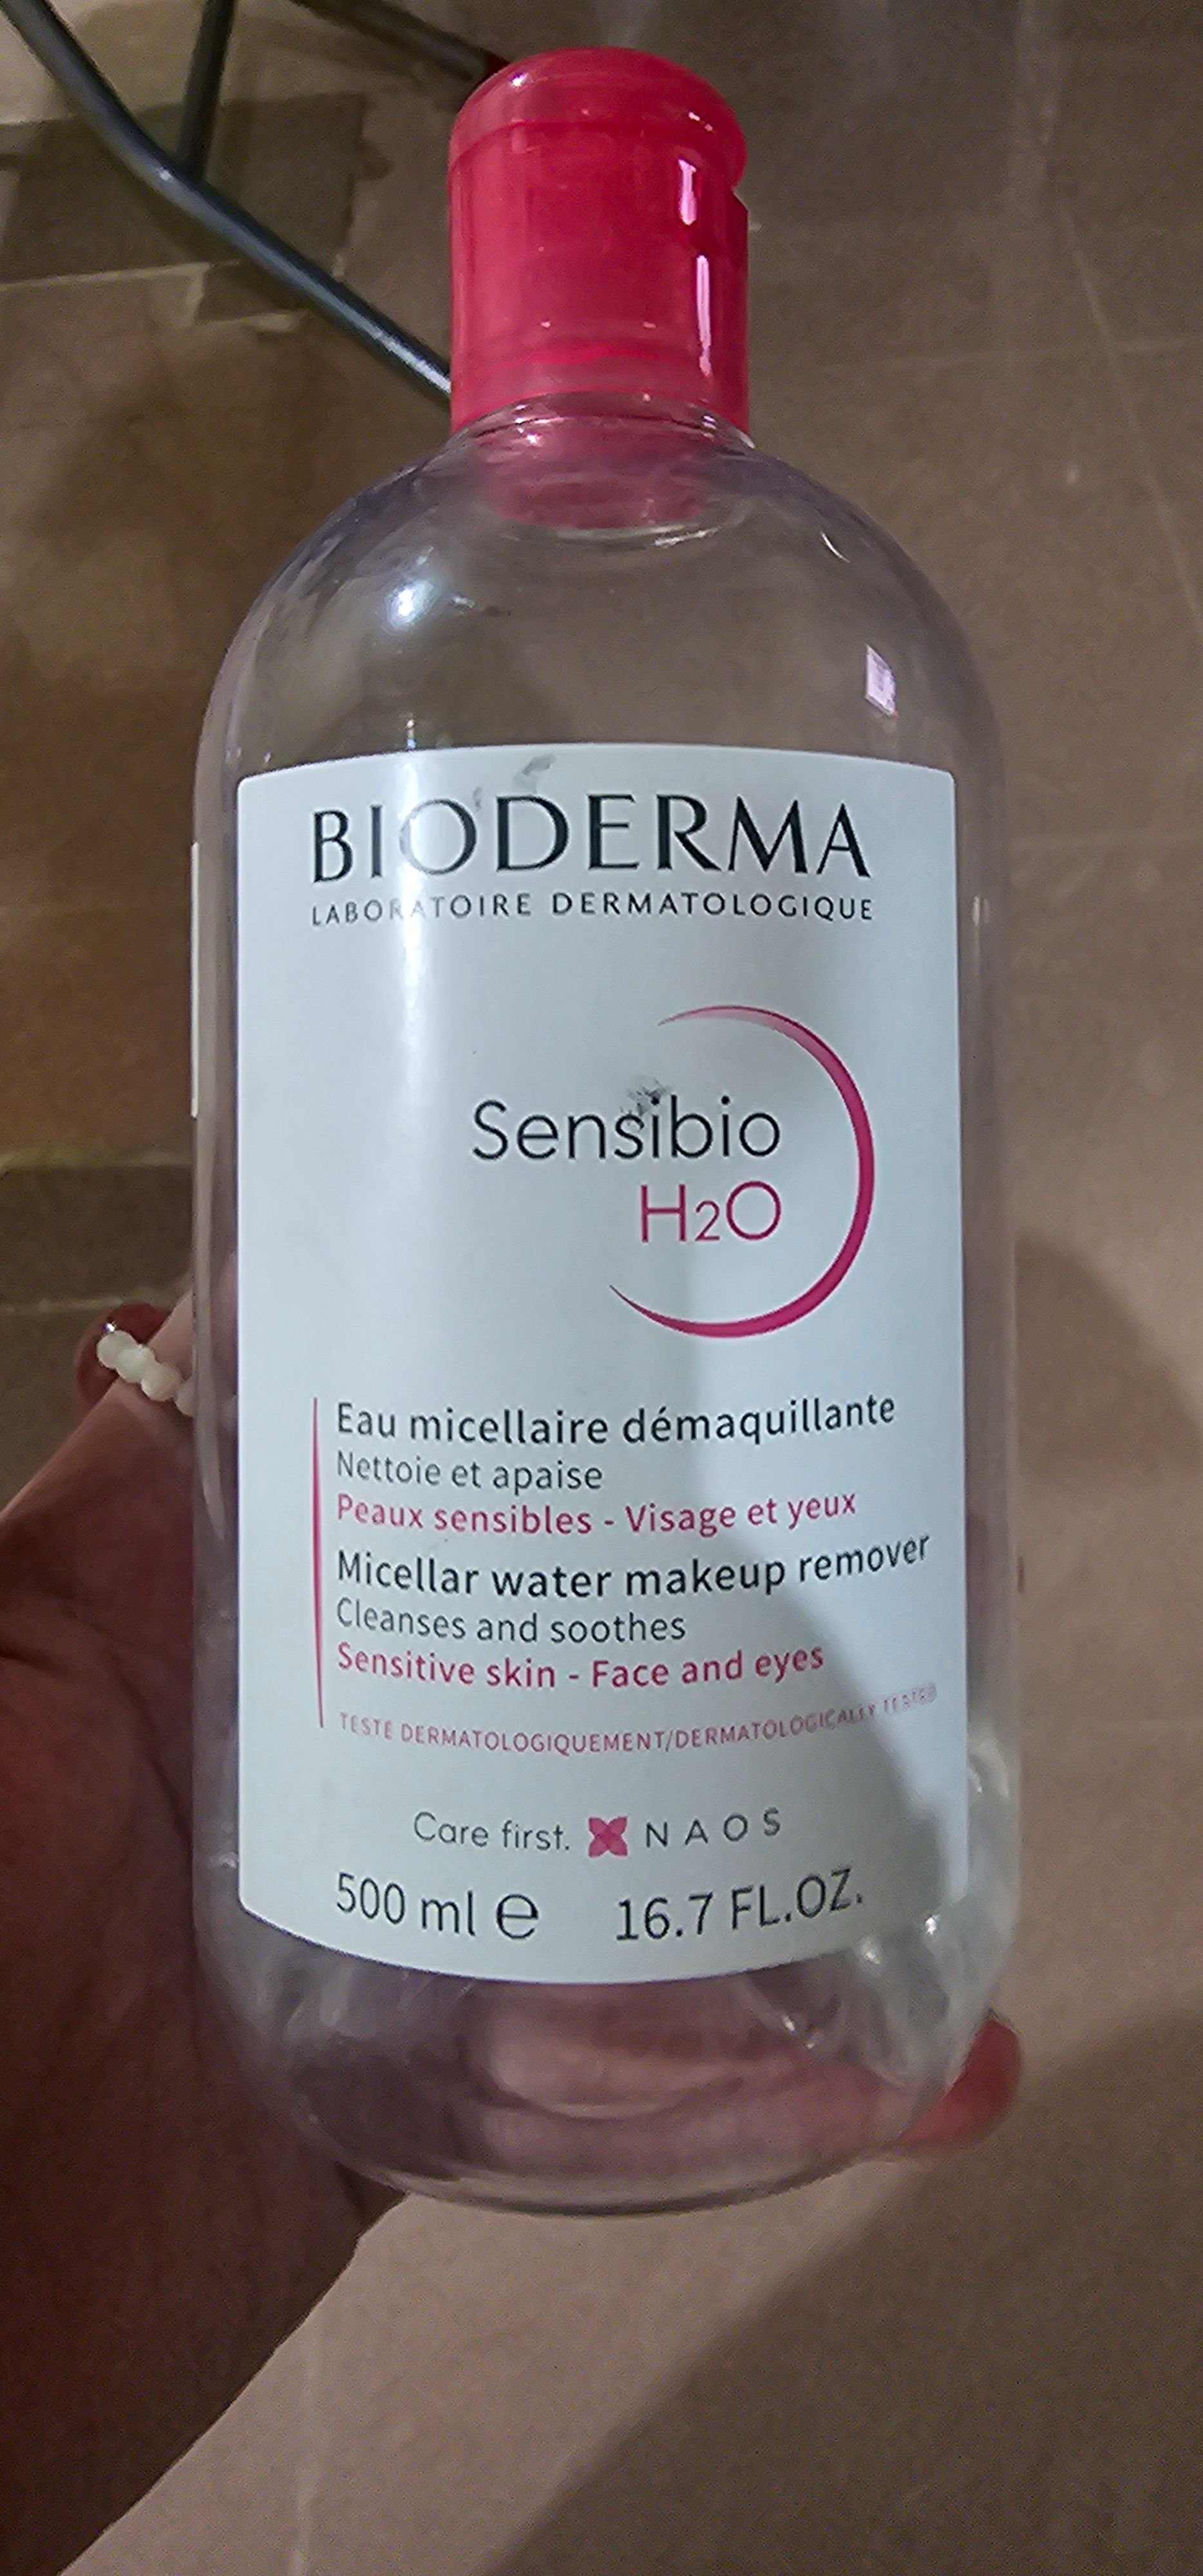 BIODERMA
LABORATOIRE DERMATOLOGIQUE
Sensibio
H2O
Eau micellaire démaquillante
Nettoie et apaise
Peaux sensibles - Visage et yeux
Micellar water makeup remover
Cleanses and soothes
Sensitive skin - Face and eyes
TESTÉ DERMATOLOGIQUEMENT/DERMATOLOGICALLY TESTED
Care first. NAOS
500 ml e 16.7 FL.OZ.